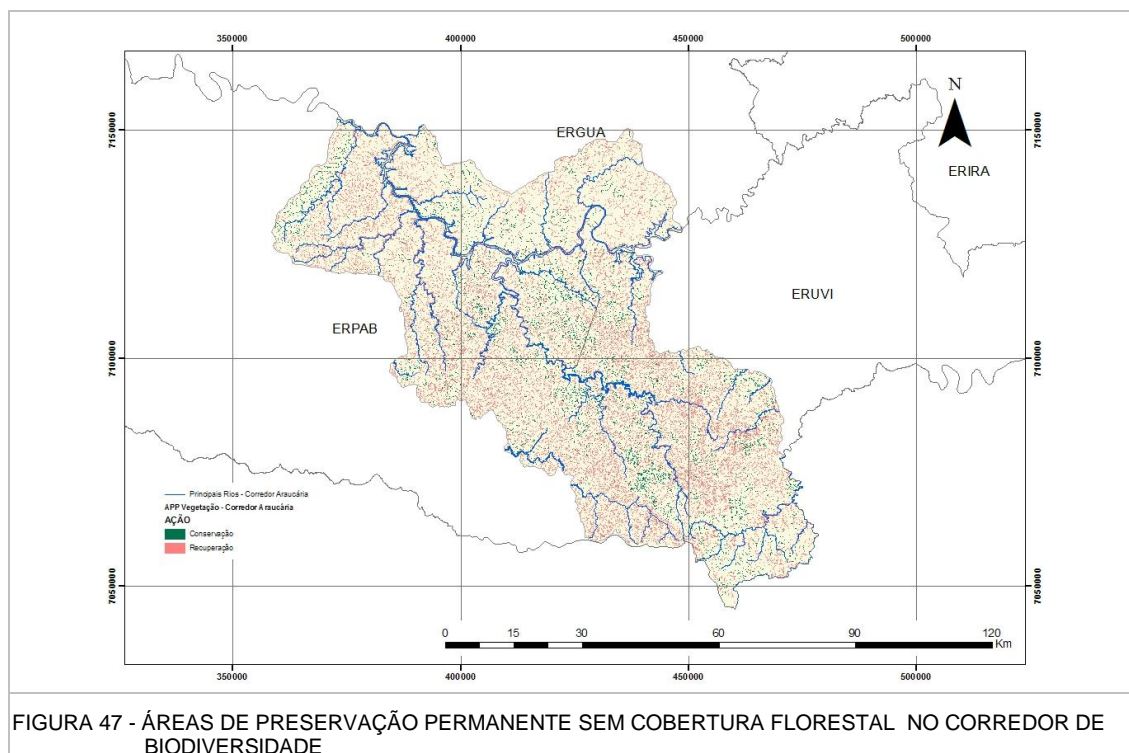 350000 400000 450000 500000
N
7150000 ERGUA 7150000
ERIRA
ERUVI
ERPAB
7100000 7100000
Principais Rios - Corredor Araucária
APP Vegetação - Corredor Araucária
AÇÃO
Conservação
Recuperação
7050000 7050000
0 15 30 60 90 120
Km
350000 400000 450000 500000
FIGURA 47 - ÁREAS DE PRESERVAÇÃO PERMANENTE SEM COBERTURA FLORESTAL NO CORREDOR DE
BIODIVERSIDADE